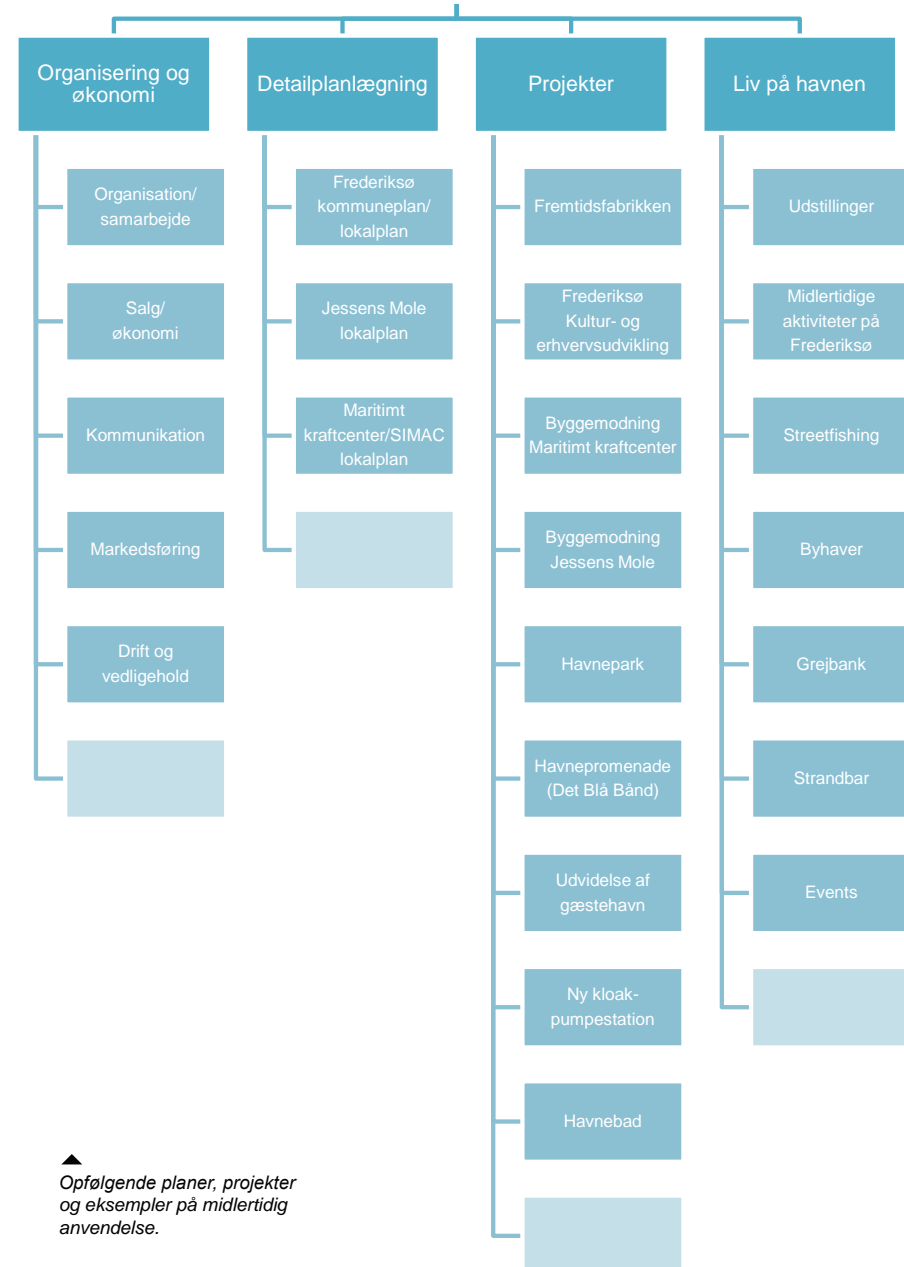 Organisering og
økonomi
Organisation/
samarbejde
Salg/
økonomi
Kommunikation
Markedsføring
Drift og
vedligehold
Detailplanlægning
Frederiksø
kommuneplan/
lokalplan
Jessens Mole
lokalplan
Maritimt
kraftcenter/SIMAC
lokalplan
Projekter
Fremtidsfabrikken
Frederiksø
Kultur- og
erhvervsudvikling
Byggemodning
Maritimt kraftcenter
Byggemodning
Jessens Mole
Havnepark
Havnepromenade
(Det Blå Bånd)
Udvidelse af
gæstehavn
Ny kloak-
pumpestation
Havnebad
Liv på havnen
Udstillinger
Midlertidige
aktiviteter på
Frederiksø
Streetfishing
Byhaver
Grejbank
Strandbar
Events
Opfølgende planer, projekter
og eksempler på midlertidig
anvendelse.